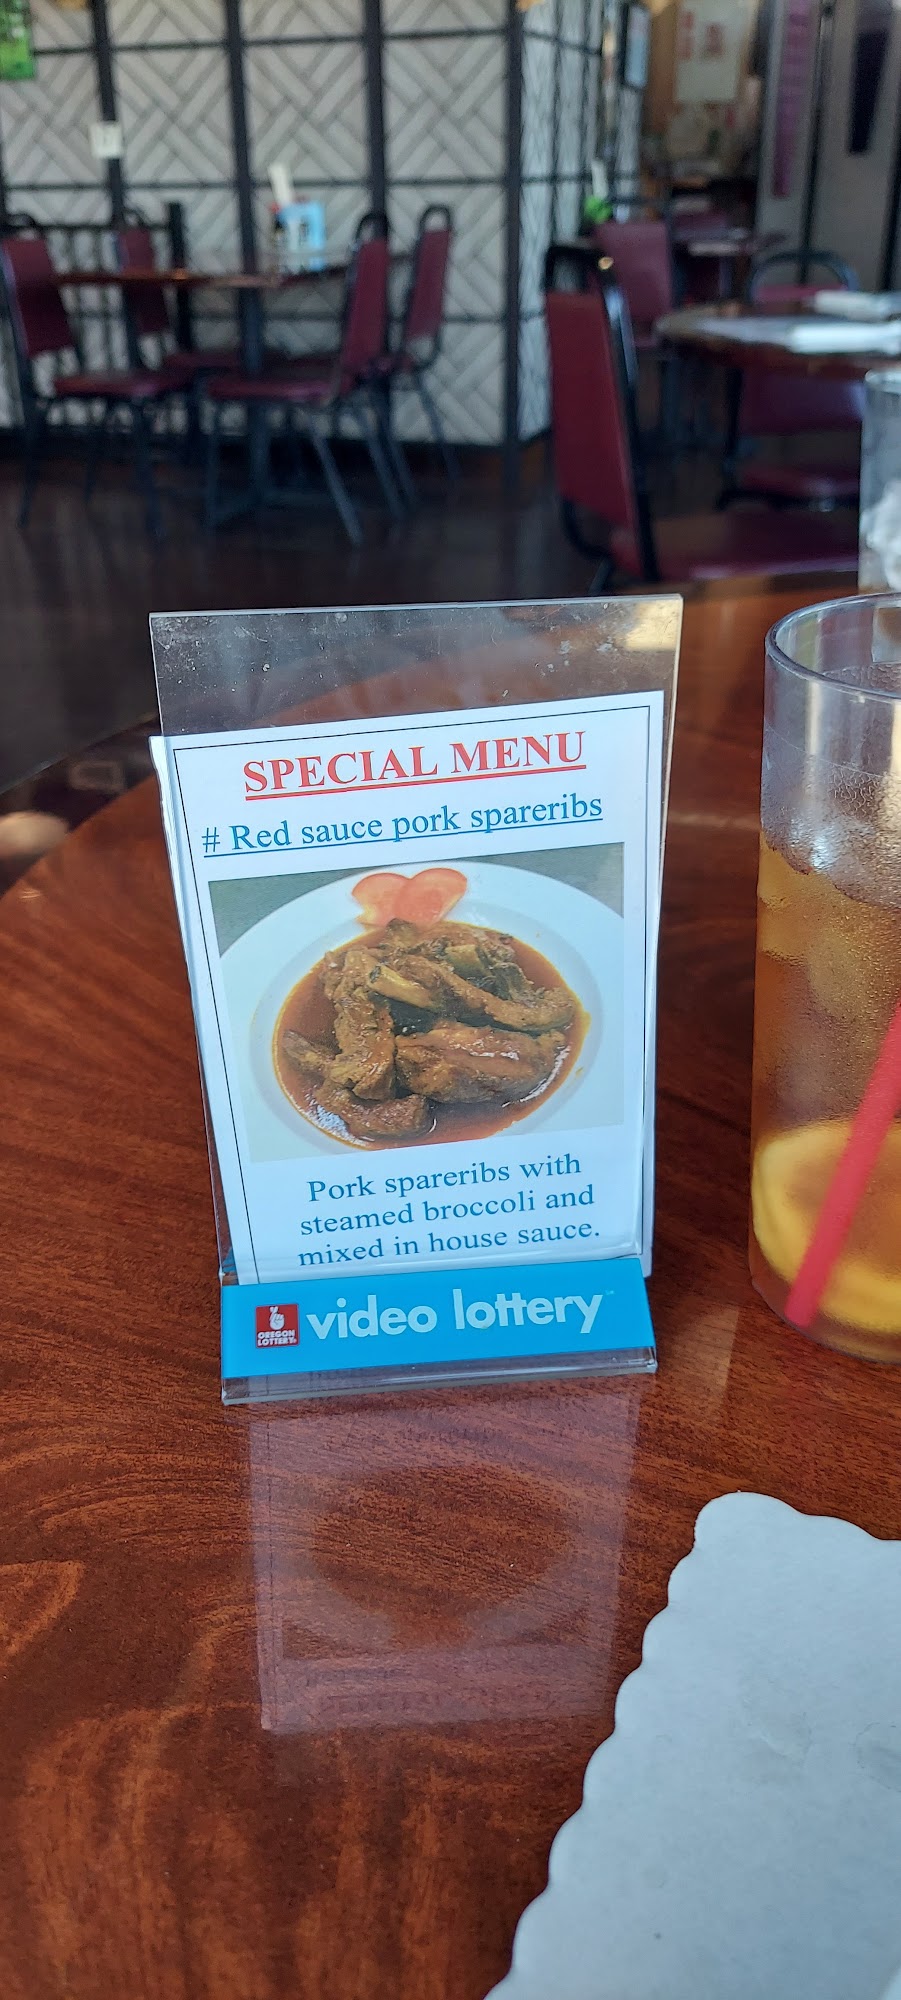 SPECIAL MENU
# Red sauce pork spareribs
Pork spareribs with
steamed broccoli and
mixed in house sauce.
OREGON
LOTTERY
video lottery